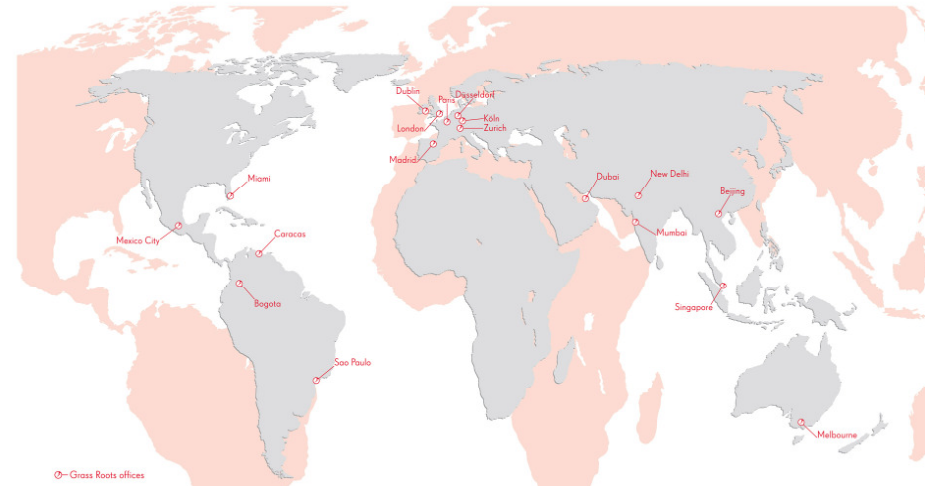 Dublin
Paris
Düsseldorf
Köln
London
Zurich
Madrid
Miami
Dubai
New Delhi
Beijing
Mexico City
Caracas
Mumbai
Bogota
Singapore
Sao Paulo
Melbourne
Grass Roots offices